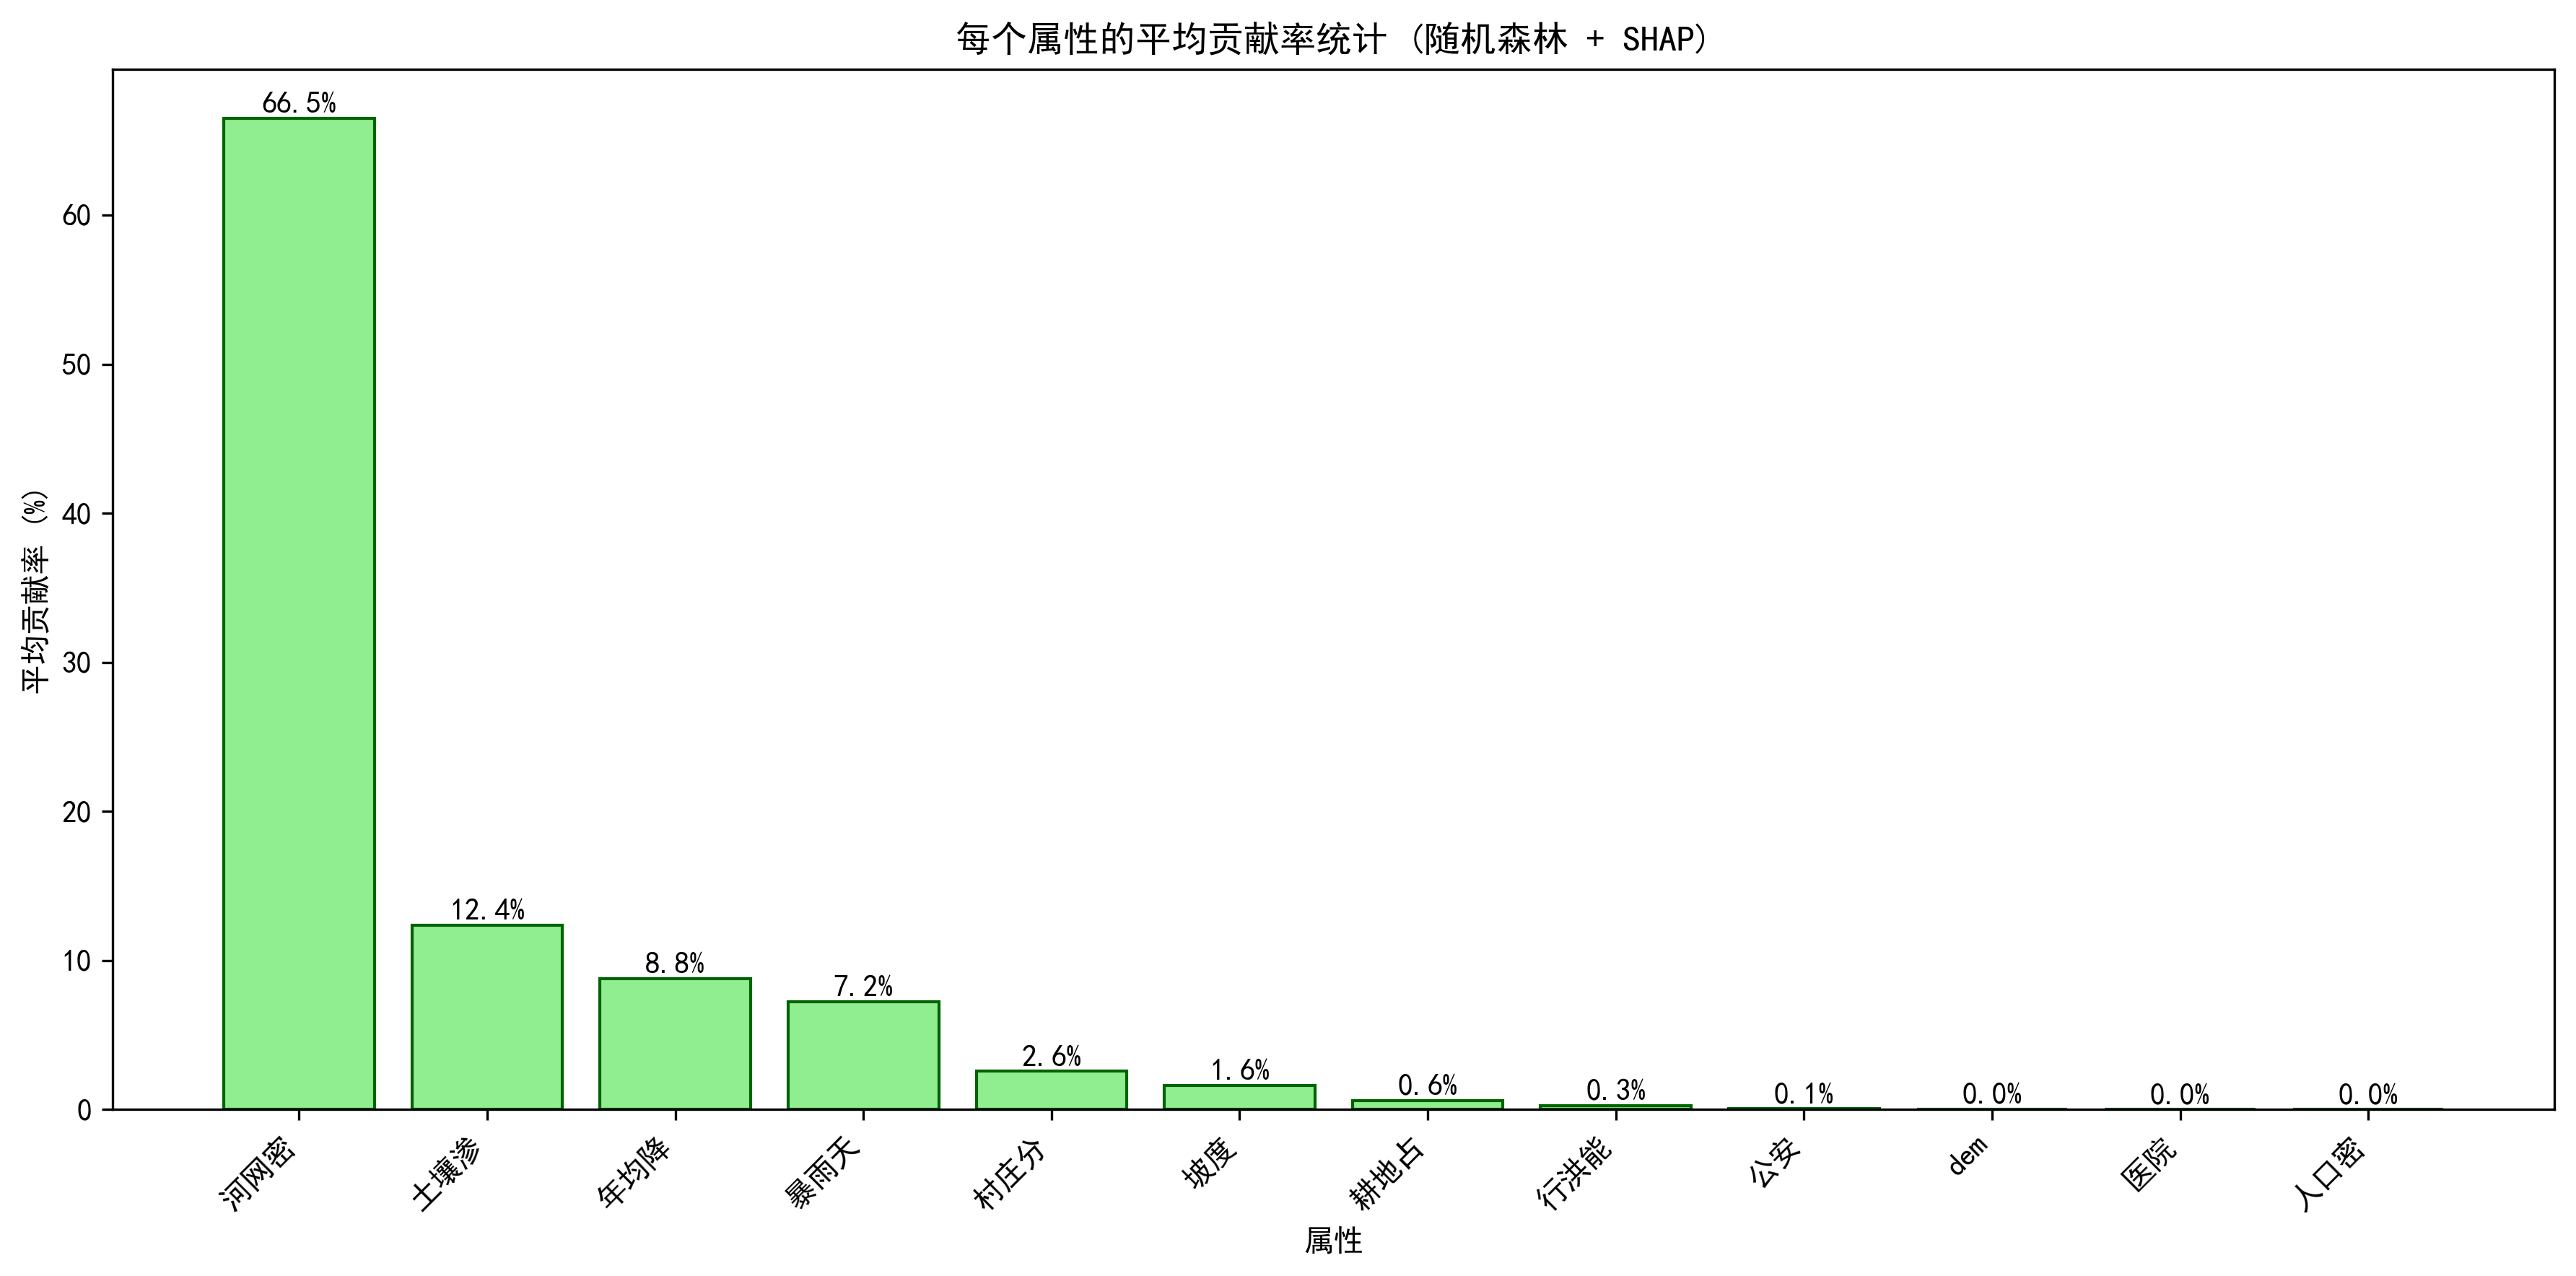 每个属性的平均贡献率统计 (随机森林 + SHAP)
平均贡献率 (%)
60
50
40
30
20
10
0
66.5%
12.4%
8.8%
7.2%
2.6%
1.6%
0.6%
0.3%
0.1%
0.0%
0.0%
0.0%
河网密
土壤渗
年均降
暴雨天
村庄分
坡度
耕地占
行洪能
公安
dem
医院
人口密
属性